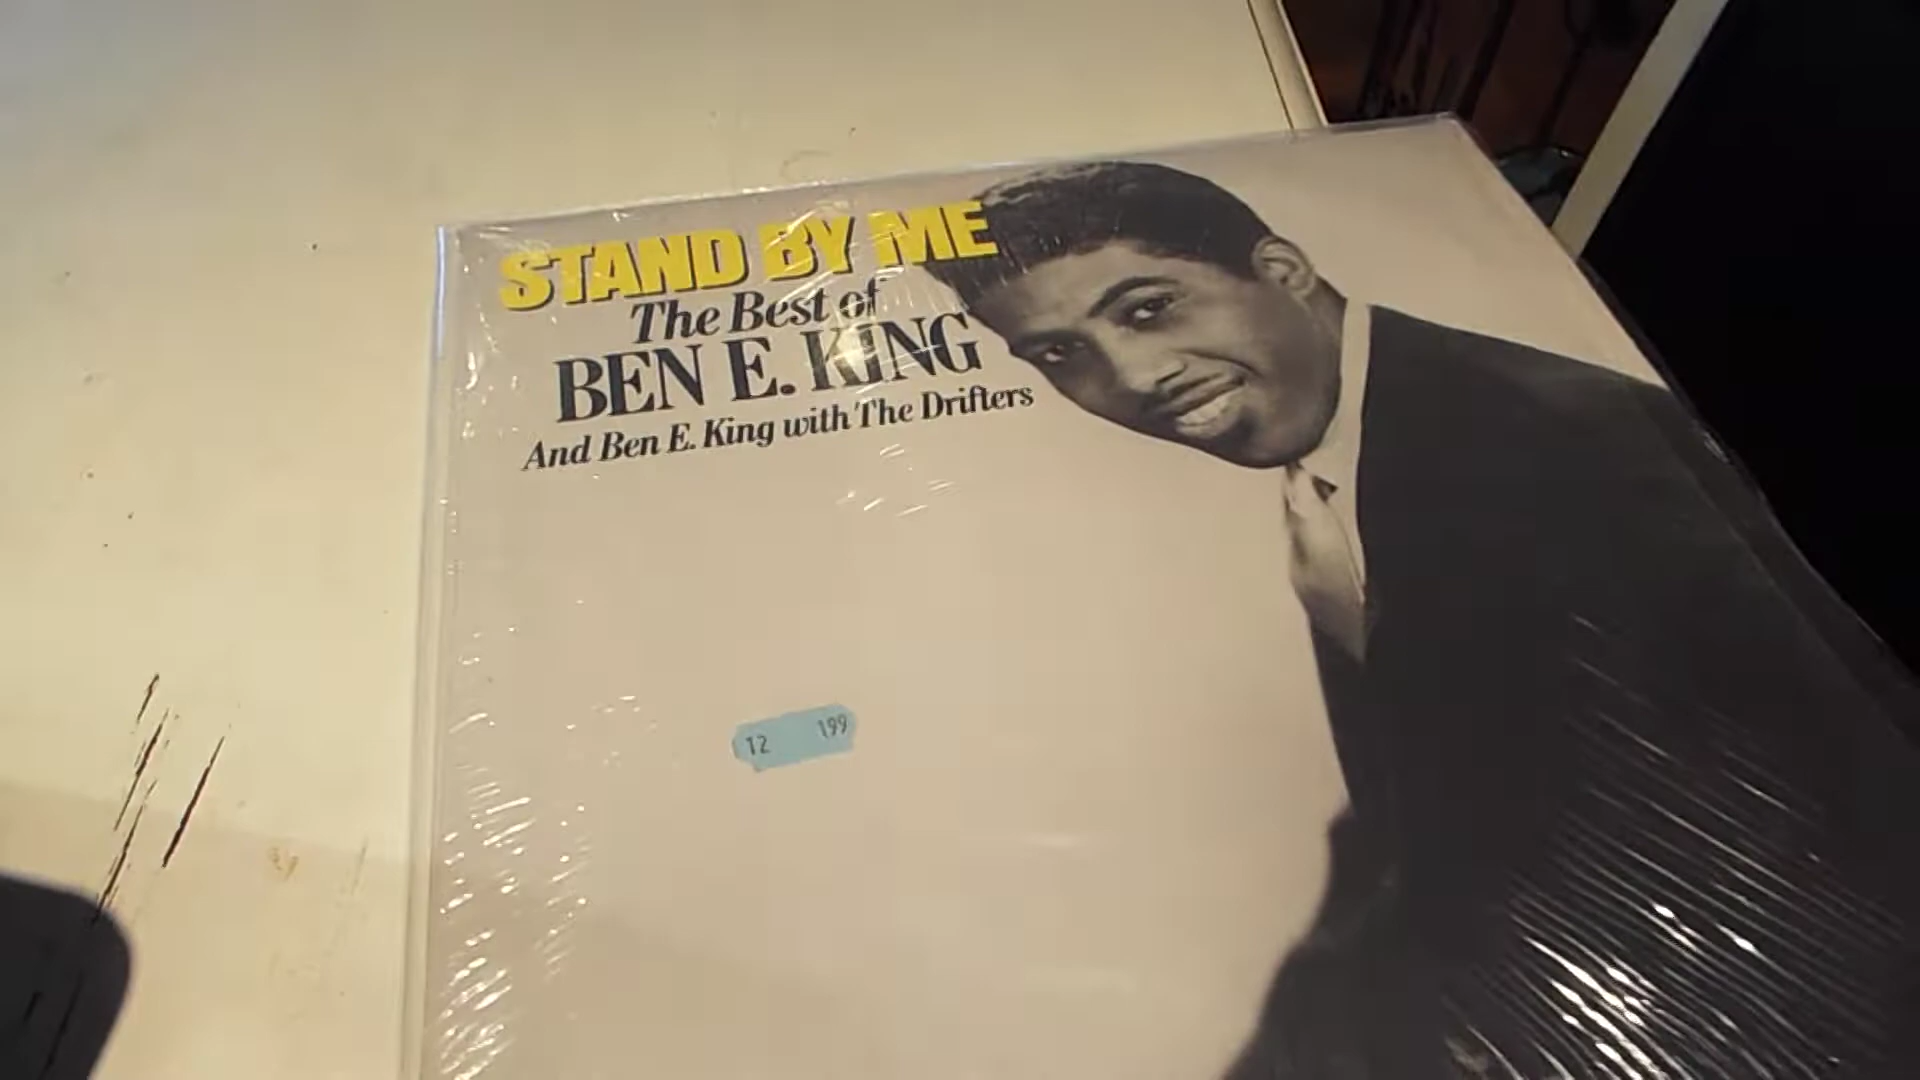 STAND BY ME
The Best of
BEN E. KING
And Ben E. King with The Drifters
12 199